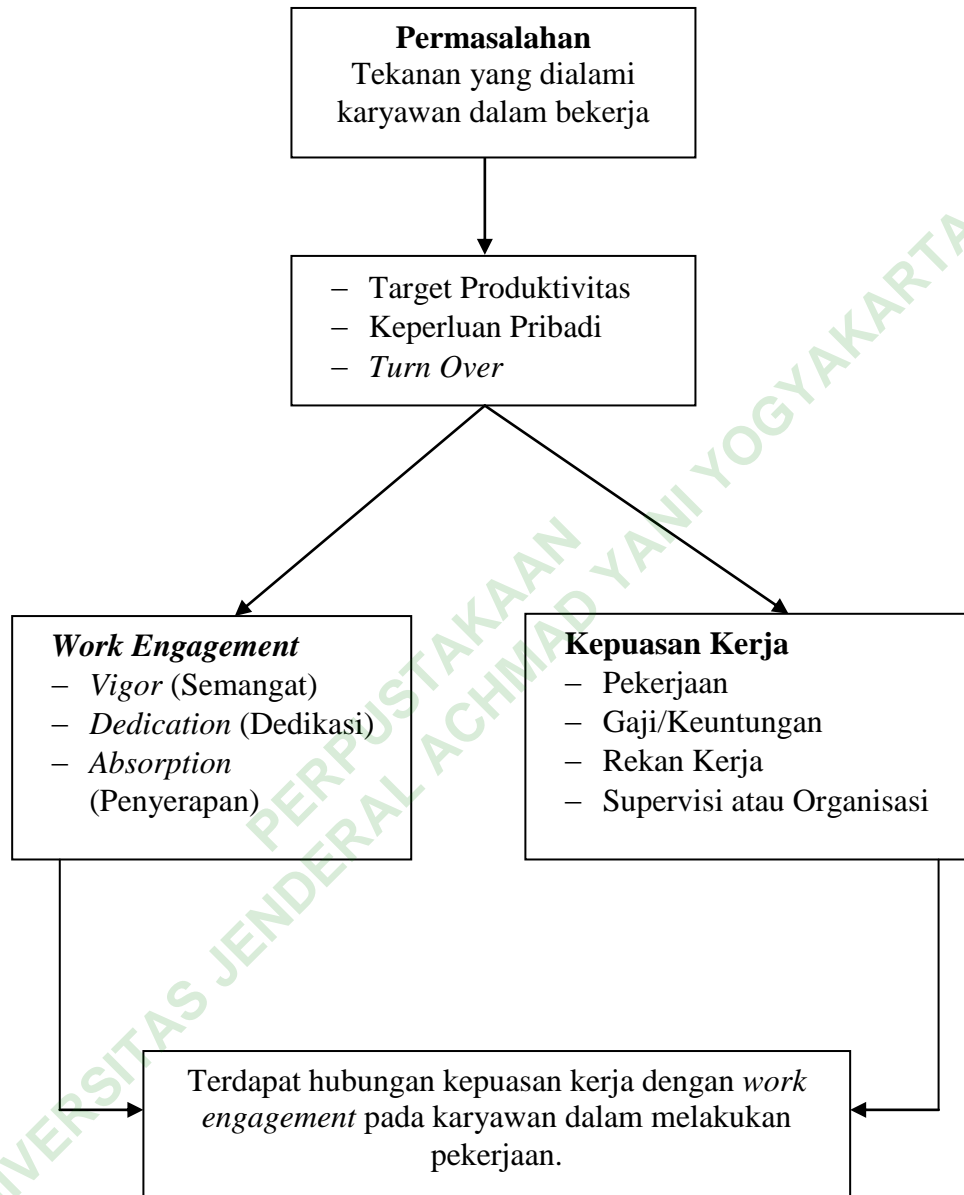 Permasalahan
Tekanan yang dialami
karyawan dalam bekerja
– Target Produktivitas
– Keperluan Pribadi
– Turn Over
Work Engagement
– Vigor (Semangat)
– Dedication (Dedikasi)
– Absorption
(Penyerapan)
Kepuasan Kerja
– Pekerjaan
– Gaji/Keuntungan
– Rekan Kerja
– Supervisi atau Organisasi
Terdapat hubungan kepuasan kerja dengan work
engagement pada karyawan dalam melakukan
pekerjaan.
PERPUSTAKAAN
IVERSITAS JENDERAL ACHMAD YANI YOGYAKARTA